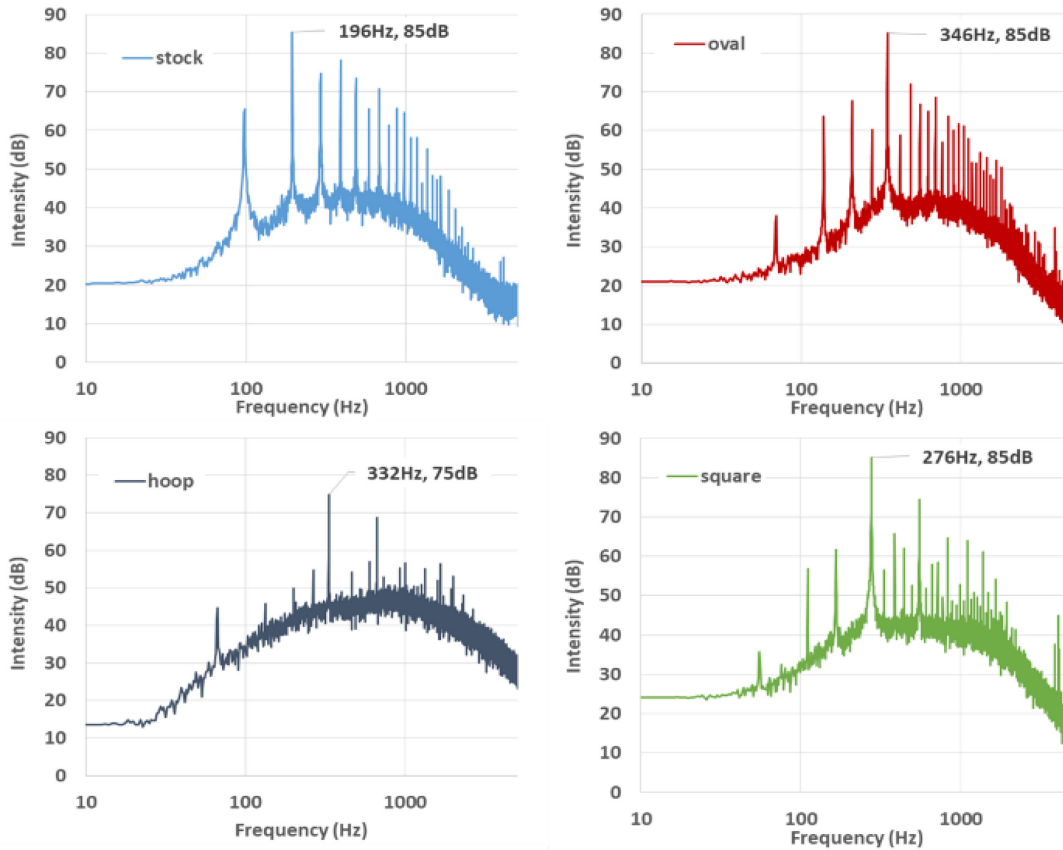 90
80
70
60
50
40
30
20
10
0
Intensity (dB)
stock
196Hz, 85dB
10 100 1000
Frequency (Hz)
90
80
70
60
50
40
30
20
10
0
Intensity (dB)
oval
346Hz, 85dB
10 100 1000
Frequency (Hz)
90
80
70
60
50
40
30
20
10
0
Intensity (dB)
hoop
332Hz, 75dB
10 100 1000
Frequency (Hz)
90
80
70
60
50
40
30
20
10
0
Intensity (dB)
square
276Hz, 85dB
10 100 1000
Frequency (Hz)